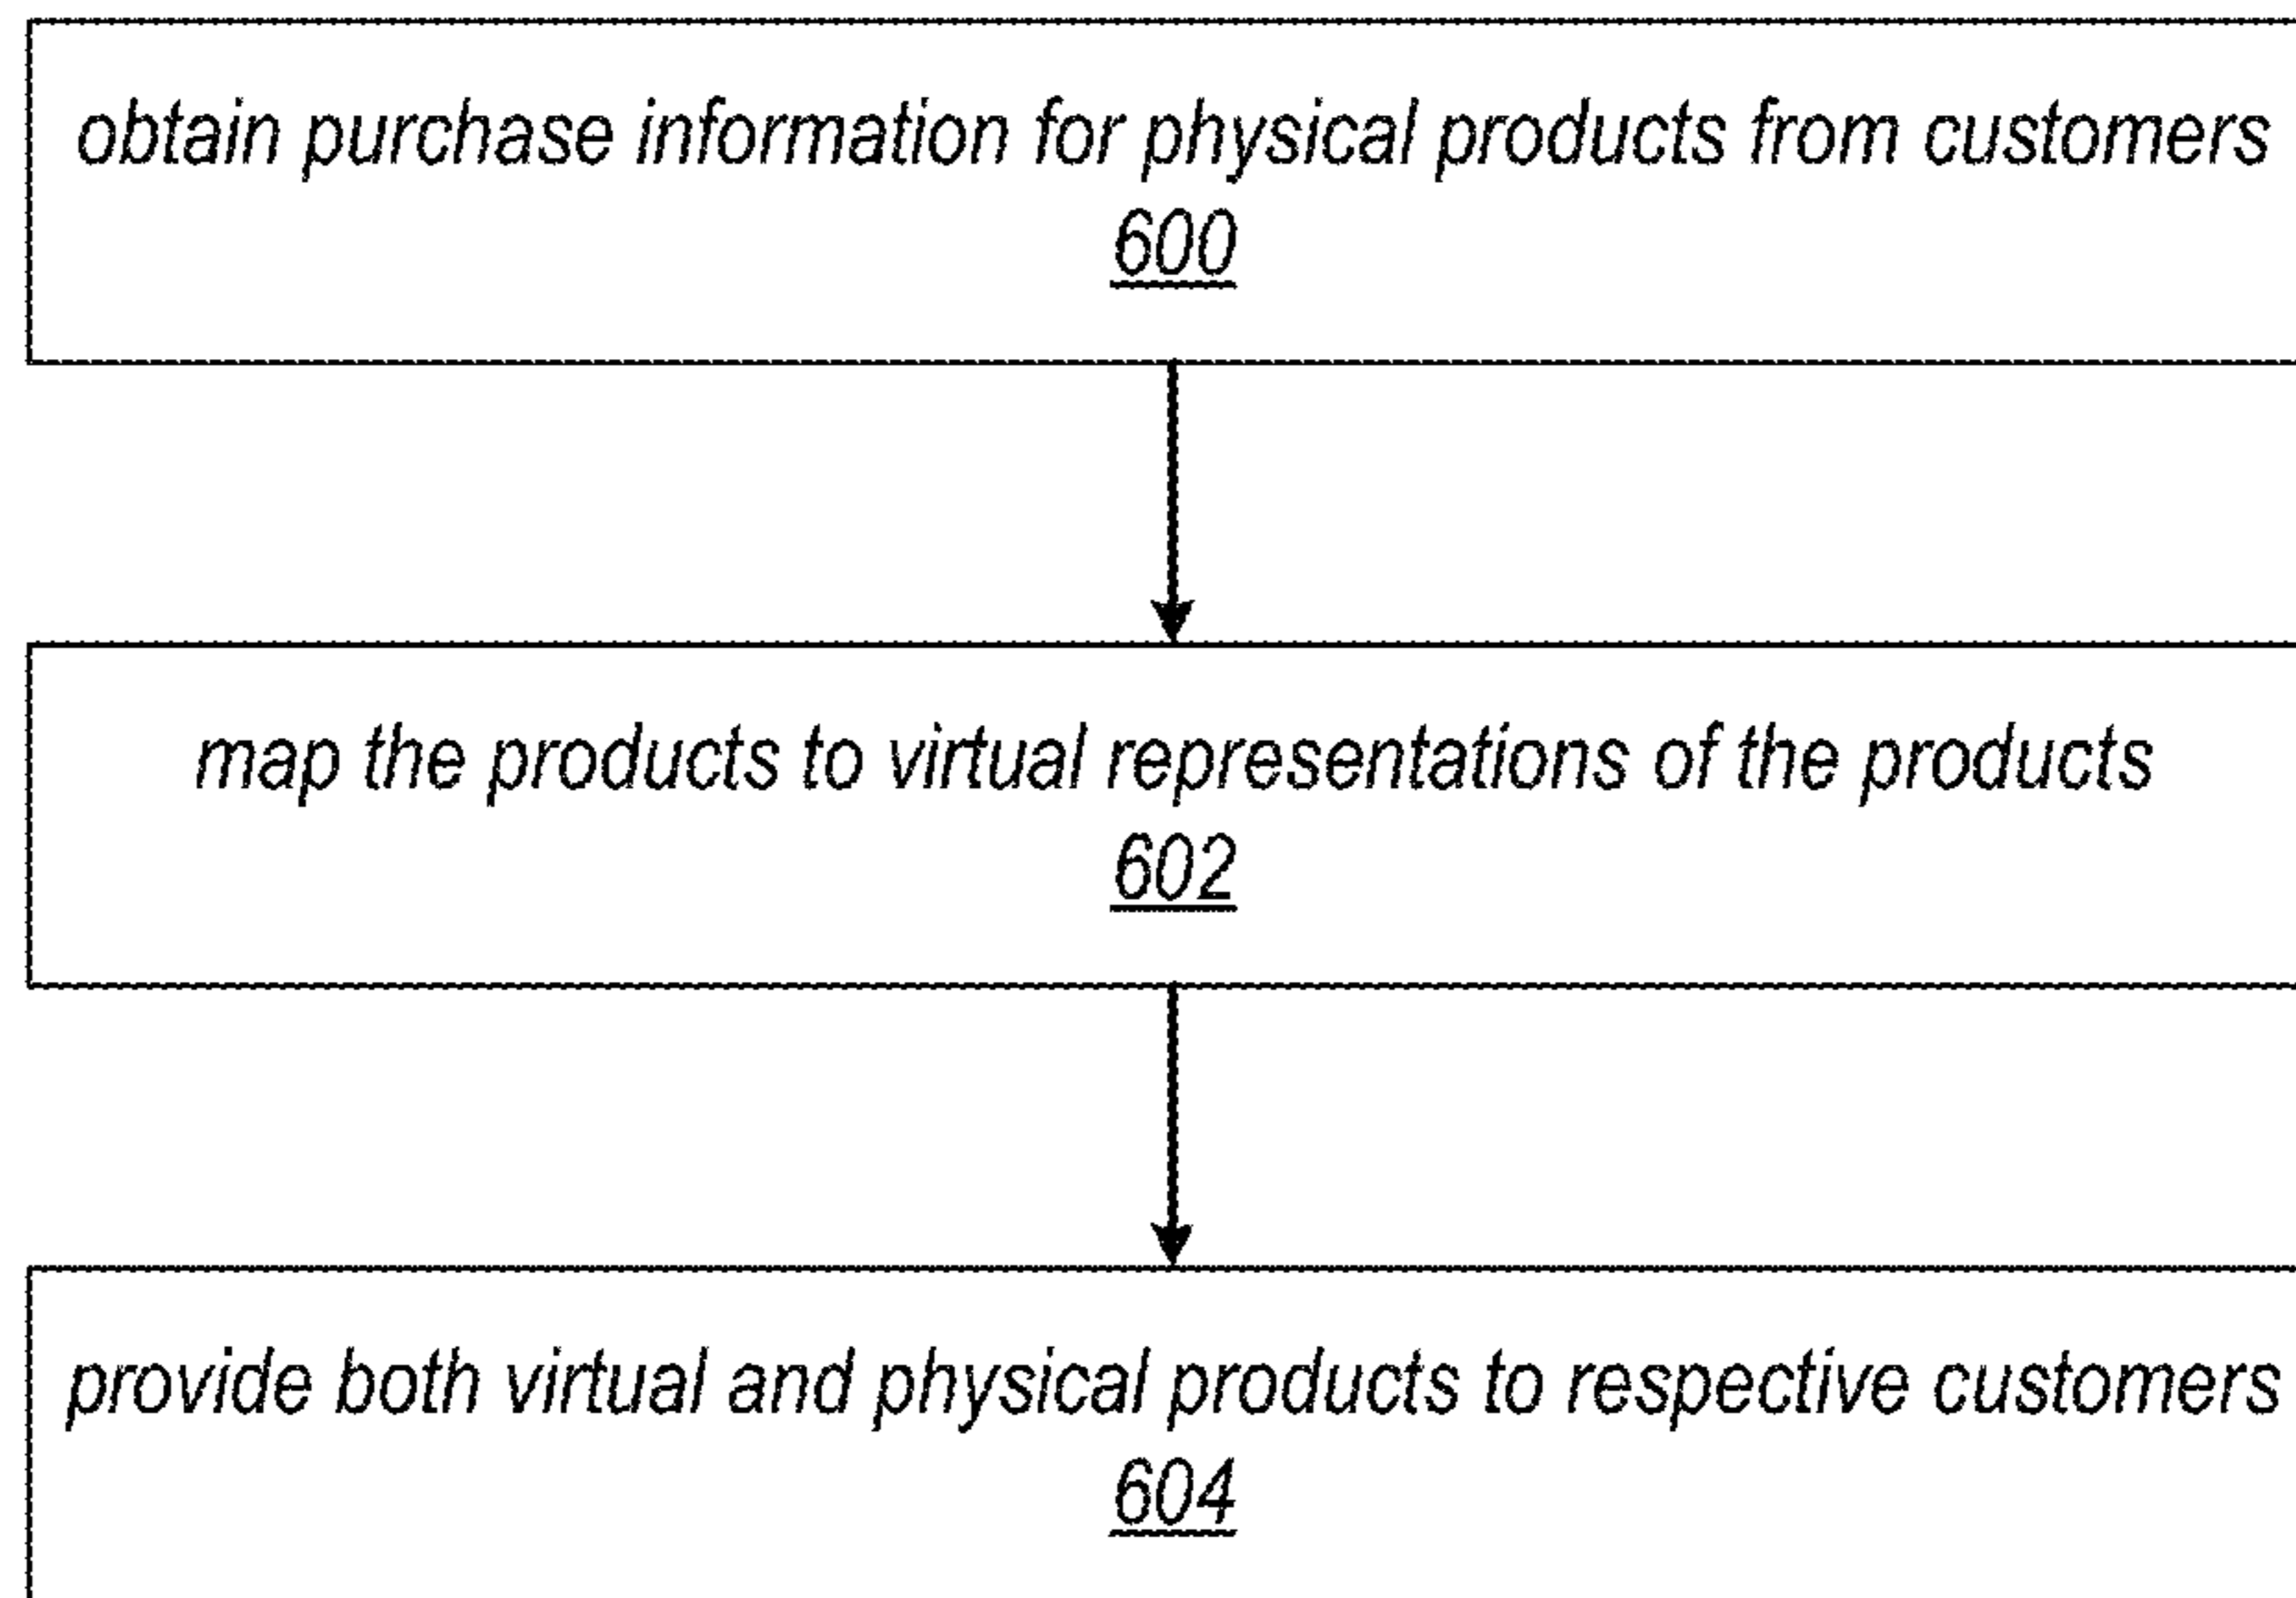 obtain purchase information for physical products from customers
600
map the products to virtual representations of the products
602
provide both virtual and physical products to respective customers
604